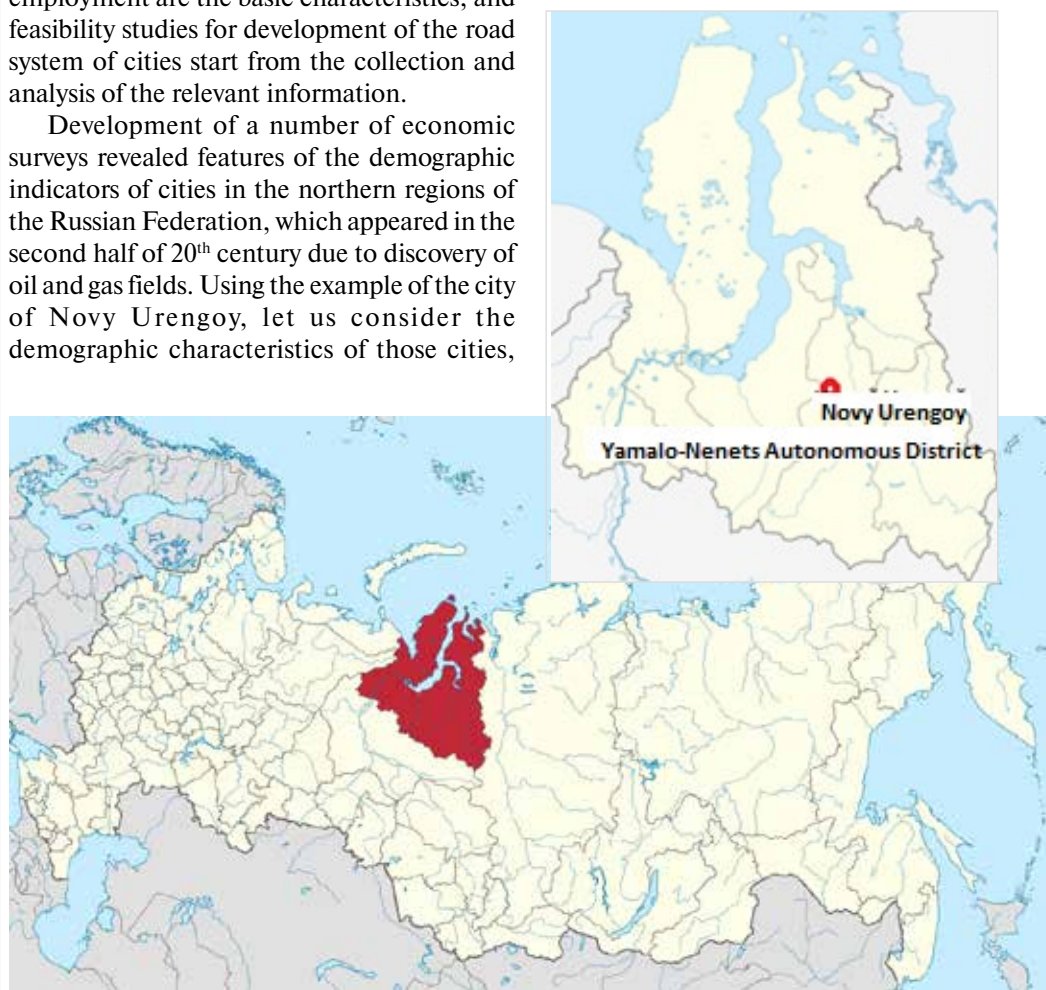 employment are the basic characteristics, and
feasibility studies for development of the road
system of cities start from the collection and
analysis of the relevant information.
Development of a number of economic
surveys revealed features of the demographic
indicators of cities in the northern regions of
the Russian Federation, which appeared in the
second half of 20th century due to discovery of
oil and gas fields. Using the example of the city
of Novy Urengoy, let us consider the
demographic characteristics of those cities,
Novy Urengoy
Yamalo-Nenets Autonomous District